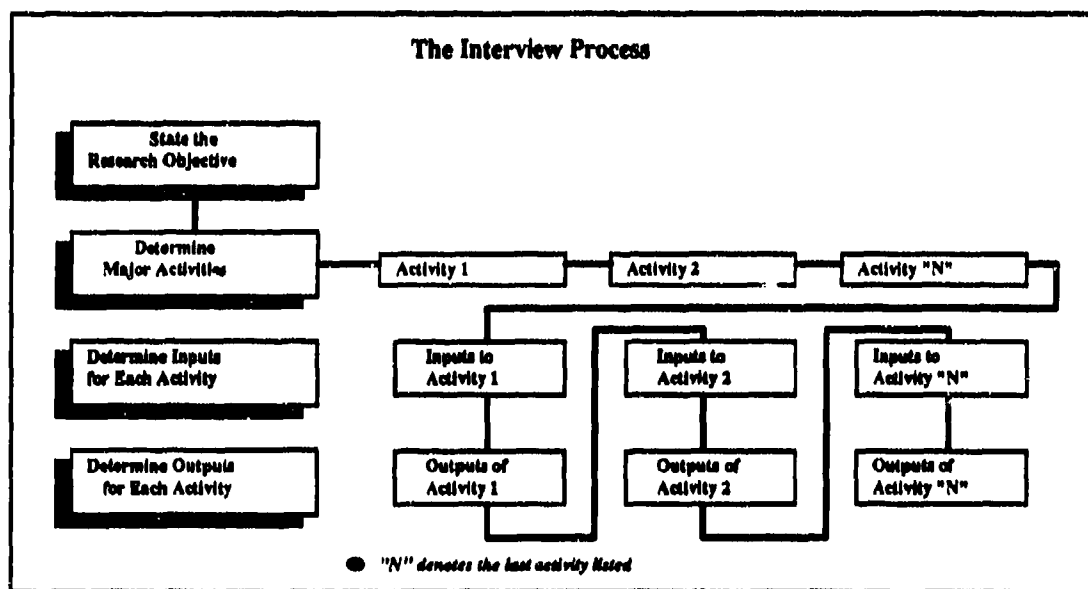 The Interview Process
State the
Research Objective
Determine
Major Activities
Activity 1
Activity 2
Activity "N"
Determine Inputs
for Each Activity
Inputs to
Activity 1
Inputs to
Activity 2
Inputs to
Activity "N"
Determine Outputs
for Each Activity
Outputs of
Activity 1
Outputs of
Activity 2
Outputs of
Activity "N"
"N" denotes the last activity listed